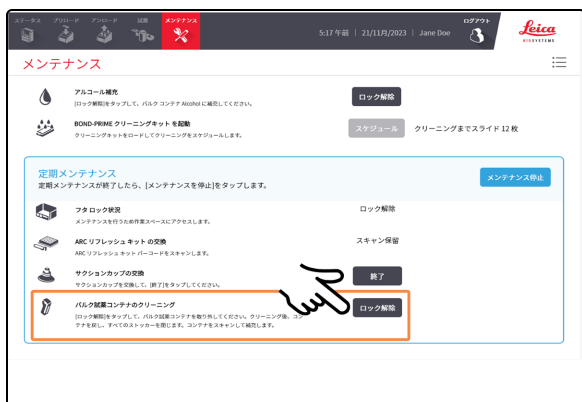 ステータス プリロード アンロード 試薬 メンテナンス
5:17 午前 | 21/11月/2023 | Jane Doe
ログアウト
Leica
BIOSYSTEMS
メンテナンス
アルコール補充
[ロック解除]をタップして、バルク コンテナ Alcohol に補充してください。
ロック解除
BOND-PRIME クリーニングキット を起動
クリーニングキットをロードしてクリーニングをスケジュールします。
スケジュール
クリーニングまでスライド 12 枚
定期メンテナンス
定期メンテナンスが終了したら、[メンテナンスを停止]をタップします。
メンテナンス停止
フタ ロック状況
メンテナンスを行うため作業スペースにアクセスします。
ロック解除
ARC リフレッシュ キット の交換
ARC リフレッシュ キット バーコードをスキャンします。
スキャン保留
サクションカップの交換
サクションカップを交換して、[終了]をタップしてください。
終了
バルク試薬コンテナのクリーニング
[ロック解除]をタップして、バルク試薬コンテナを取り外してください。クリーニング後、コン
テナを戻し、すべてのストッカーを閉じます。コンテナをスキャンして補充します。
ロック解除